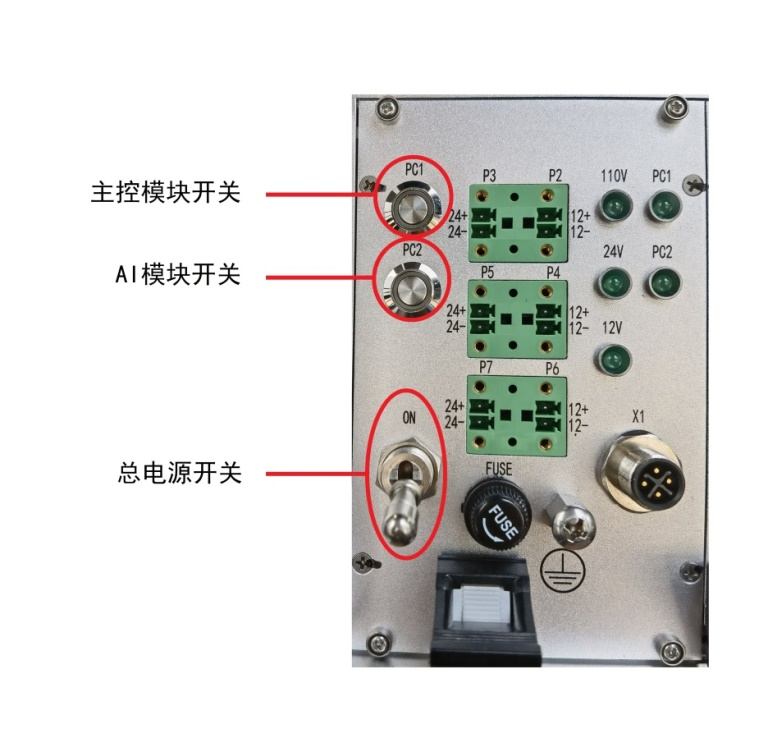 主控模块开关
AI模块开关
总电源开关
PC1
PC2
ON
P3 P2
24+ 12+
24- 12-
P5 P4
24+ 12+
24- 12-
P7 P6
24+ 12+
24- 12-
110V PC1
24V PC2
12V
X1
FUSE
FUSE